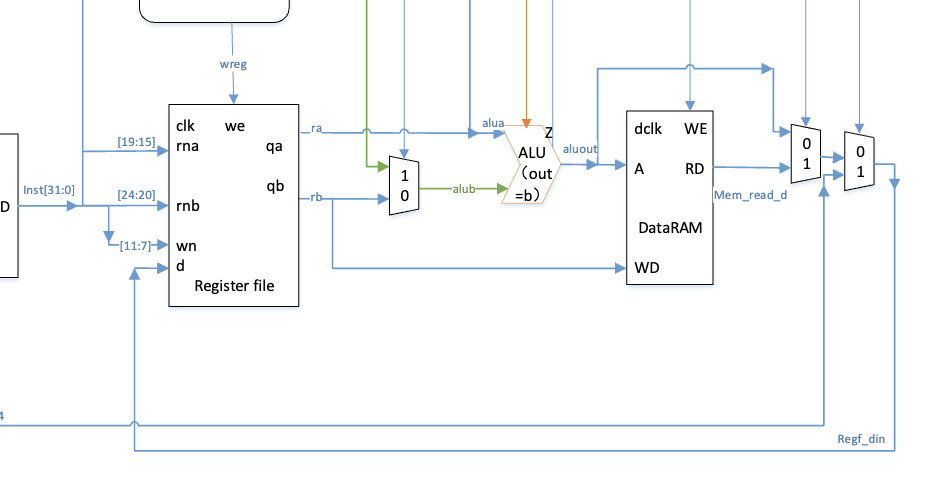 wreg
clk
we
rna
qa
qb
rnb
wn
d
Register file
[19:15]
[24:20]
[11:7]
Inst[31:0]
D
4
ra
rb
1
0
alub
alua
Z
ALU
（out
=b）
aluout
dclk
WE
A
RD
DataRAM
WD
Mem_read_d
0
1
0
1
Regf_din